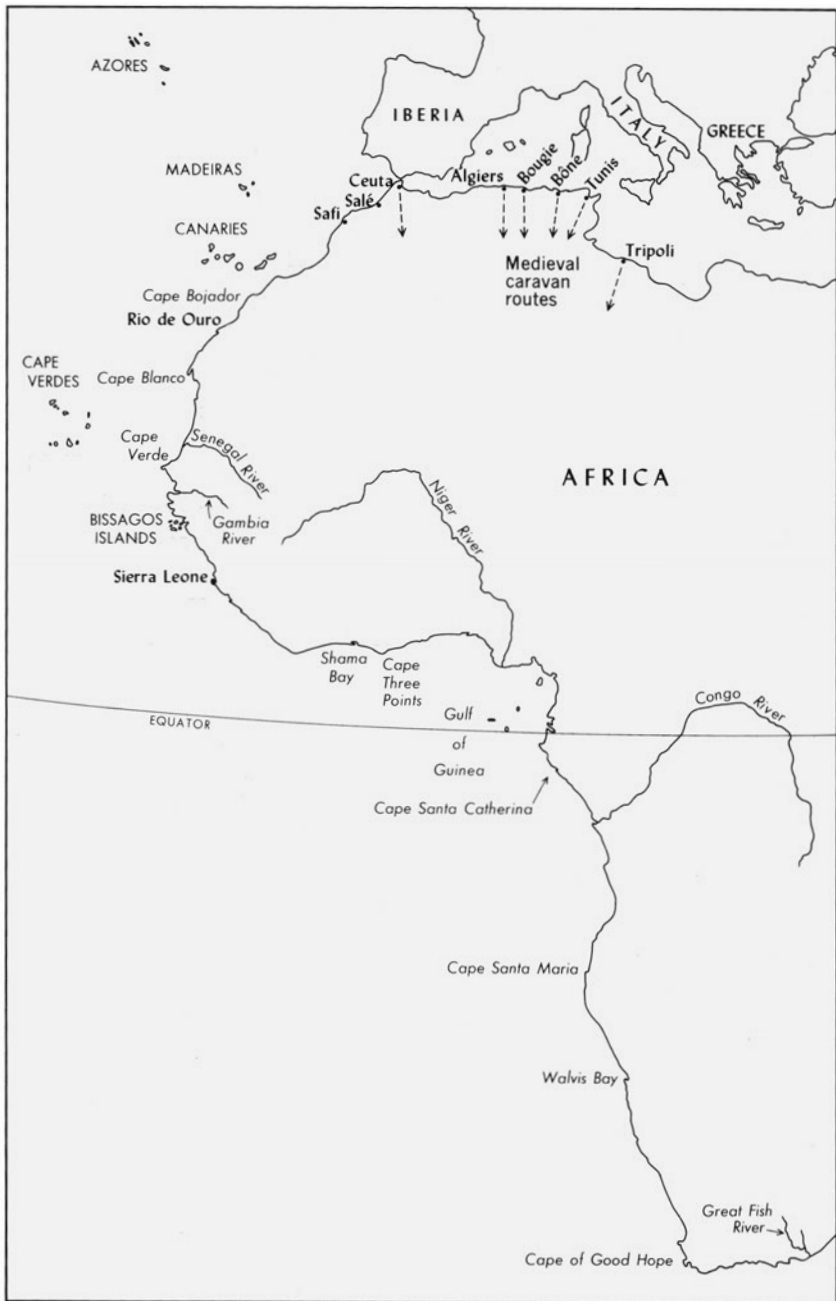 AZORES
IBERIA
ITALY
GREECE
MADEIRAS
Ceuta
Algiers
Bougie
Bône
Tunis
Salé
Safi
CANARIES
Tripoli
Medieval
caravan
routes
Cape Bojador
Rio de Ouro
CAPE
VERDES
Cape Blanco
Cape
Verde
Senegal River
AFRICA
Niger River
BISSAGOS
ISLANDS
Gambia
River
Sierra Leone
Shama
Bay
Cape
Three
Points
Congo River
EQUATOR
Gulf
of
Guinea
Cape Santa Catherina
Cape Santa Maria
Walvis Bay
Great Fish
River
Cape of Good Hope